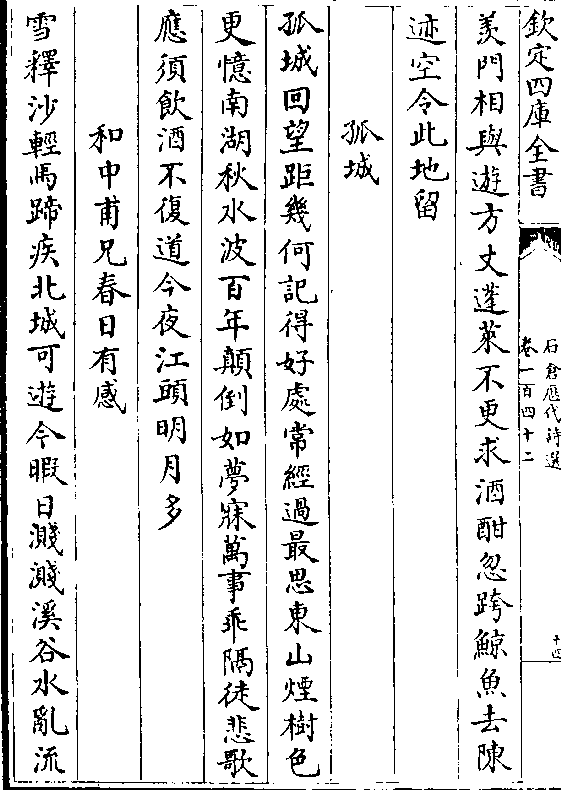 欽定四庫全書
石倉歷代詩選
卷一百四十二
十四
羡門相與遊方丈蓬萊不更求酒酣忽跨鯨魚去陳
迹空令此地留
孤城
孤城回望距幾何記得好處常經過最思東山煙樹色
更憶南湖秋水波百年顛倒如夢寐萬事乖隔徒悲歌
應須飲酒不復道今夜江頭明月多
和中甫兄春日有感
雪釋沙輕馬蹄疾北城可遊今暇日濺濺溪谷水亂流